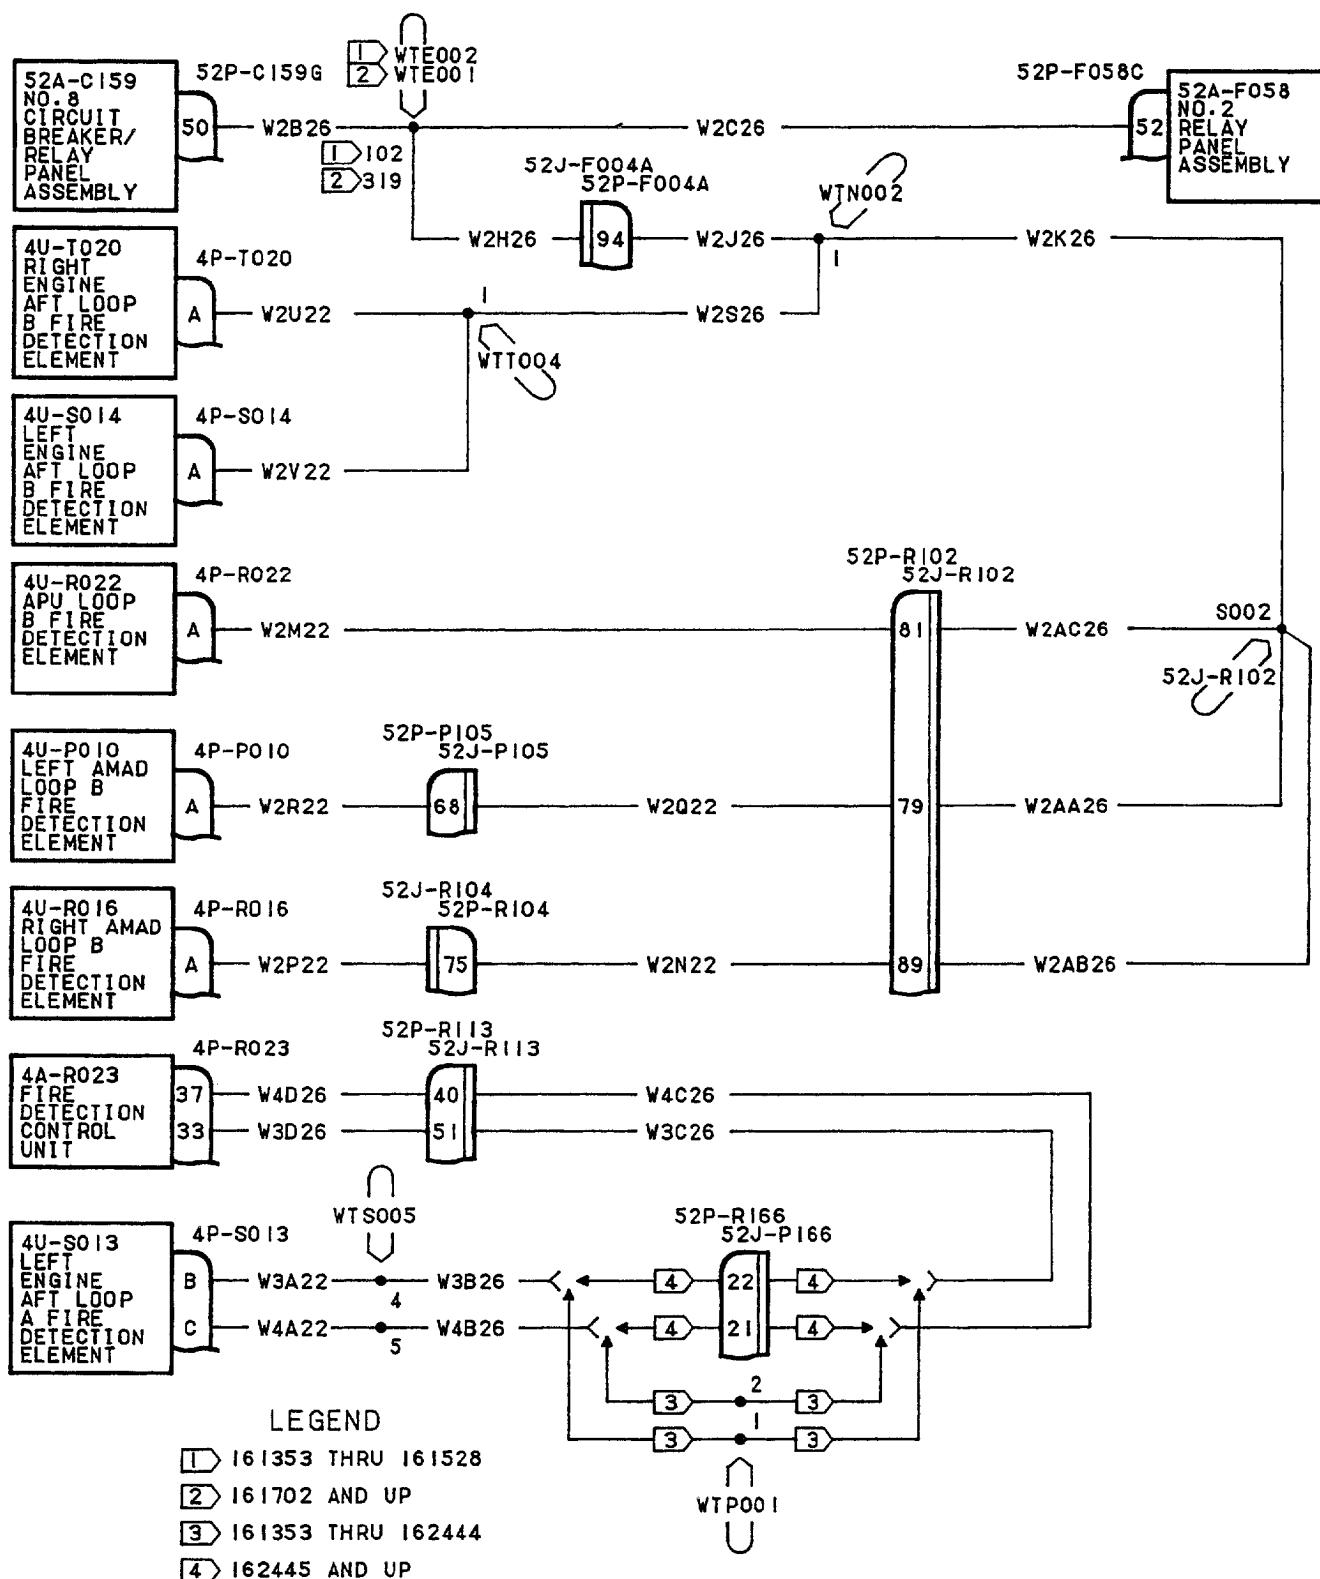 1 WTE002
2 WTE001
52A-C159
NO.8
CIRCUIT
BREAKER/
RELAY
PANEL
ASSEMBLY
52P-C159G
50
W2B26
1 102
2 319
W2C26
52P-F058C
52
52A-F058
NO.2
RELAY
PANEL
ASSEMBLY
52J-F004A
52P-F004A
WTN002
W2H26
94
W2J26
1
W2K26
4U-T020
RIGHT
ENGINE
AFT LOOP
B FIRE
DETECTION
ELEMENT
4P-T020
A
W2U22
1
W2S26
WTT004
4U-S014
LEFT
ENGINE
AFT LOOP
B FIRE
DETECTION
ELEMENT
4P-S014
A
W2V22
4U-R022
APU LOOP
B FIRE
DETECTION
ELEMENT
4P-R022
A
W2M22
52P-R102
52J-R102
81
W2AC26
S002
52J-R102
4U-P010
LEFT AMAD
LOOP B
FIRE
DETECTION
ELEMENT
4P-P010
A
W2R22
52P-P105
52J-P105
68
W2Q22
79
W2AA26
4U-R016
RIGHT AMAD
LOOP B
FIRE
DETECTION
ELEMENT
4P-R016
A
W2P22
52J-R104
52P-R104
75
W2N22
89
W2AB26
4A-R023
FIRE
DETECTION
CONTROL
UNIT
4P-R023
37
W4D26
33
W3D26
52P-R113
52J-R113
40
W4C26
51
W3C26
4U-S013
LEFT
ENGINE
AFT LOOP
A FIRE
DETECTION
ELEMENT
4P-S013
WTS005
B
W3A22
4
W3B26
C
W4A22
5
W4B26
52P-R166
52J-P166
4
22
4
4
21
4
3
2
3
3
1
3
WTP001
LEGEND
1 161353 THRU 161528
2 161702 AND UP
3 161353 THRU 162444
4 162445 AND UP